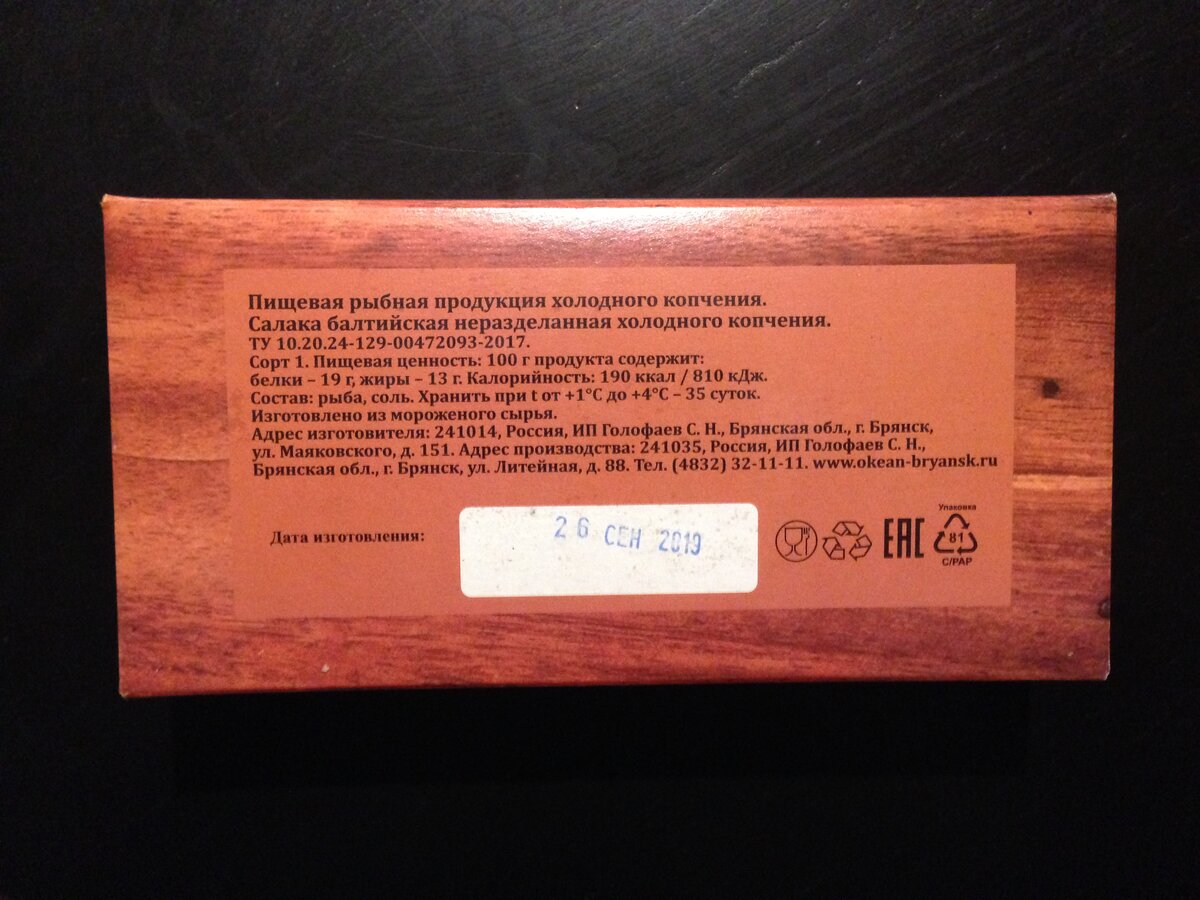 Пищевая рыбная продукция холодного копчения.
Салака балтийская неразделанная холодного копчения.
ТУ 10.20.24-129-00472093-2017.
Сорт 1. Пищевая ценность: 100 г продукта содержит:
белки – 19 г, жиры – 13 г. Калорийность: 190 ккал / 810 кДж.
Состав: рыба, соль. Хранить при t от +1°С до +4°С – 35 суток.
Изготовлено из мороженого сырья.
Адрес изготовителя: 241014, Россия, ИП Голофаев С. Н., Брянская обл., г. Брянск,
ул. Маяковского, д. 151. Адрес производства: 241035, Россия, ИП Голофаев С. Н.,
Брянская обл., г. Брянск, ул. Литейная, д. 88. Тел. (4832) 32-11-11. www.okean-bryansk.ru
Дата изготовления:
26 СЕН 2019
EAC
Упаковка
81
C/PAP